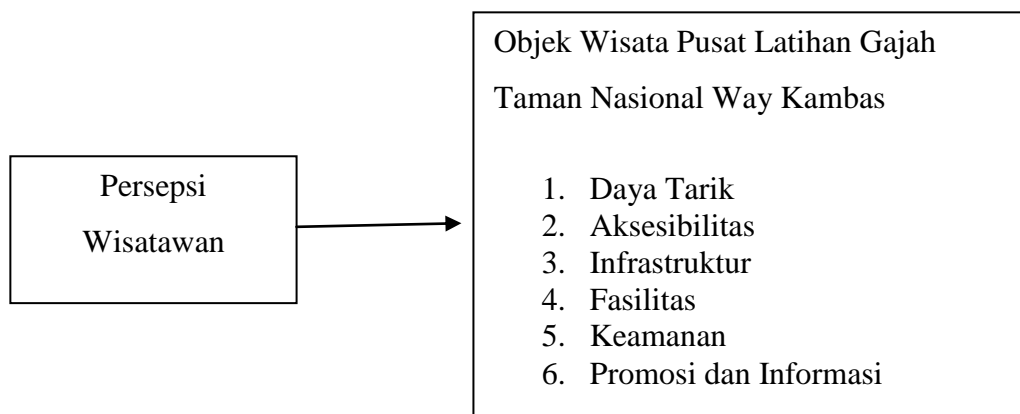 Persepsi
Wisatawan
Objek Wisata Pusat Latihan Gajah
Taman Nasional Way Kambas
1. Daya Tarik
2. Aksesibilitas
3. Infrastruktur
4. Fasilitas
5. Keamanan
6. Promosi dan Informasi